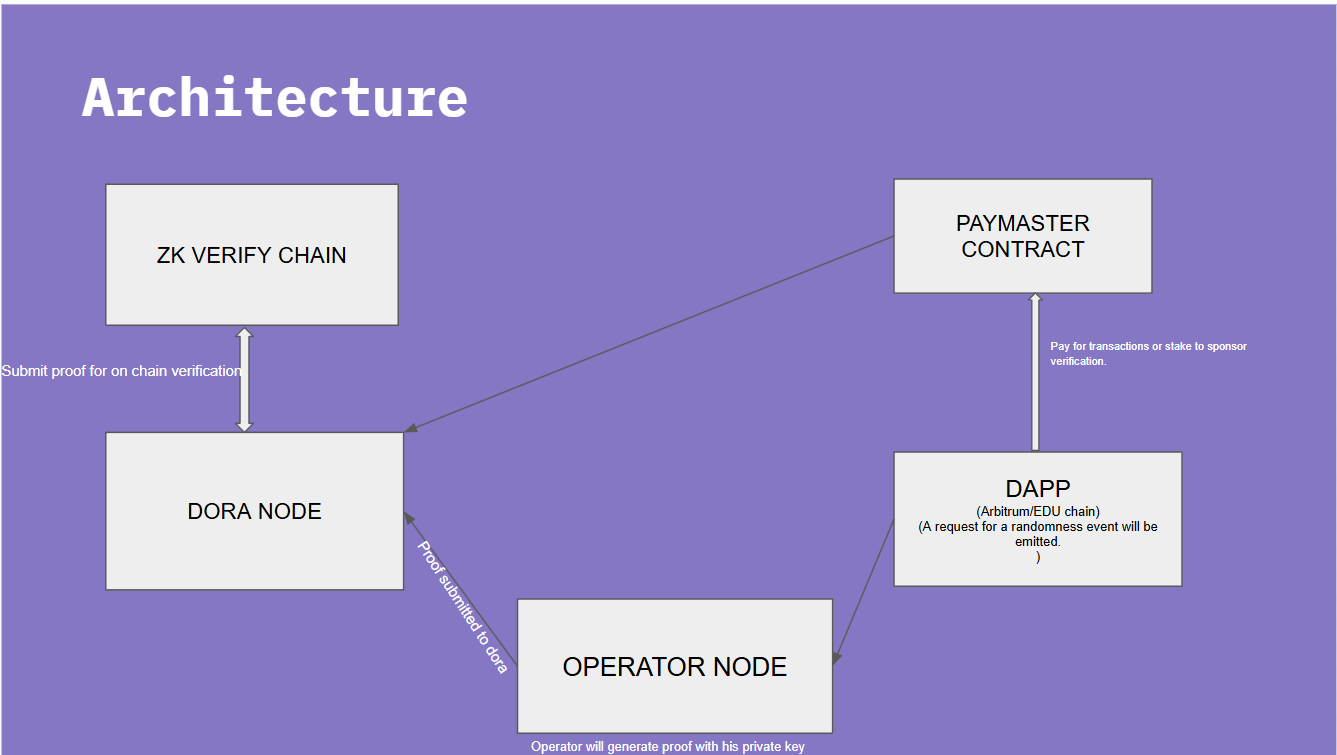 Architecture
ZK VERIFY CHAIN
PAYMASTER
CONTRACT
Submit proof for on chain verification
Pay for transactions or stake to sponsor
verification.
DORA NODE
DAPP
(Arbitrum/EDU chain)
(A request for a randomness event will be
emitted.
)
Proof submitted to dora
OPERATOR NODE
Operator will generate proof with his private key